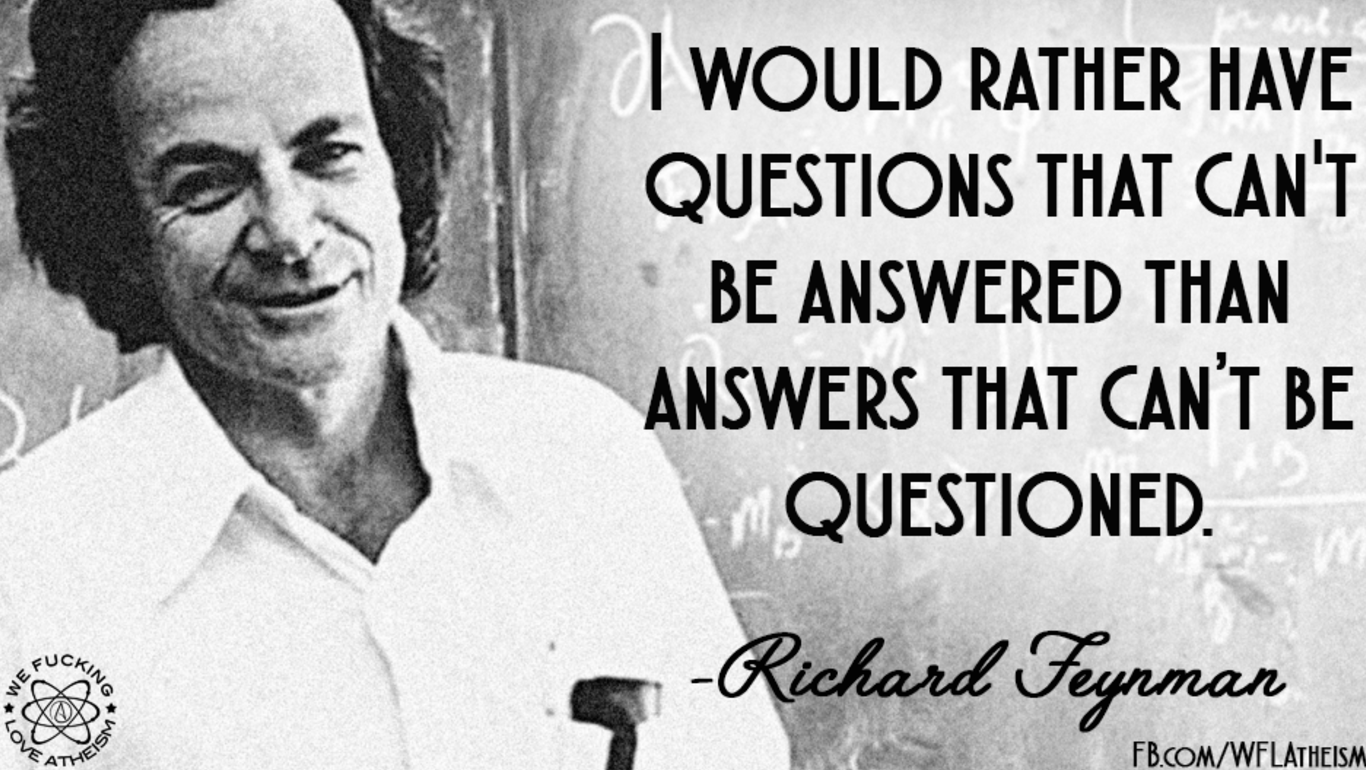 I WOULD RATHER HAVE
QUESTIONS THAT CAN'T
BE ANSWERED THAN
ANSWERS THAT CAN’T BE
QUESTIONED.
-Richard Feynman
WE FUCKING
LOVE ATHEISM
FB.COM/WFLATHEISM